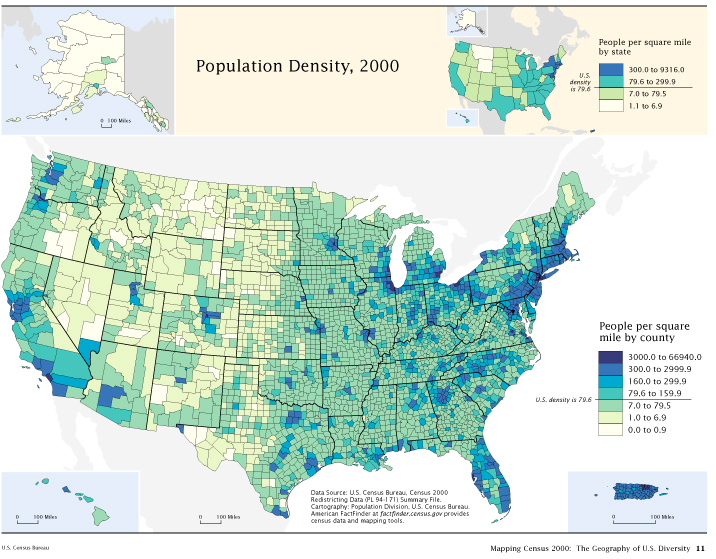 Population Density, 2000
0 100 Miles
People per square mile
by state
U.S.
density
is 79.6
300.0 to 9316.0
79.6 to 299.9
7.0 to 79.5
1.1 to 6.9
People per square
mile by county
3000.0 to 66940.0
300.0 to 2999.9
160.0 to 299.9
U.S. density is 79.6
79.6 to 159.9
7.0 to 79.5
1.0 to 6.9
0.0 to 0.9
Data Source: U.S. Census Bureau, Census 2000
Redistricting Data (PL 94-171) Summary File.
Cartography: Population Division, U.S. Census Bureau.
American FactFinder at factfinder.census.gov provides
census data and mapping tools.
0 100 Miles
0 100 Miles
0 100 Miles
U.S. Census Bureau
Mapping Census 2000: The Geography of U.S. Diversity 11